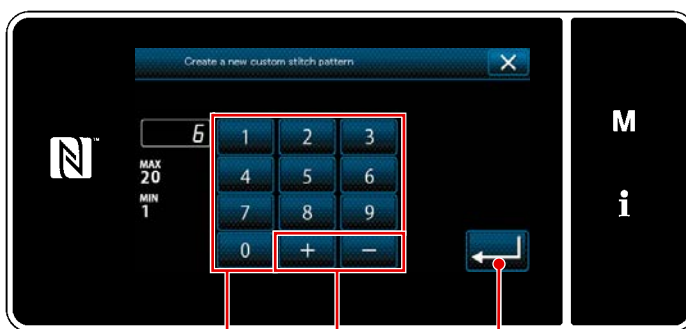 Create a new custom stitch pattern
6
1 2 3
MAX
20
4 5 6
MIN
1
7 8 9
0 + −
M
i
N